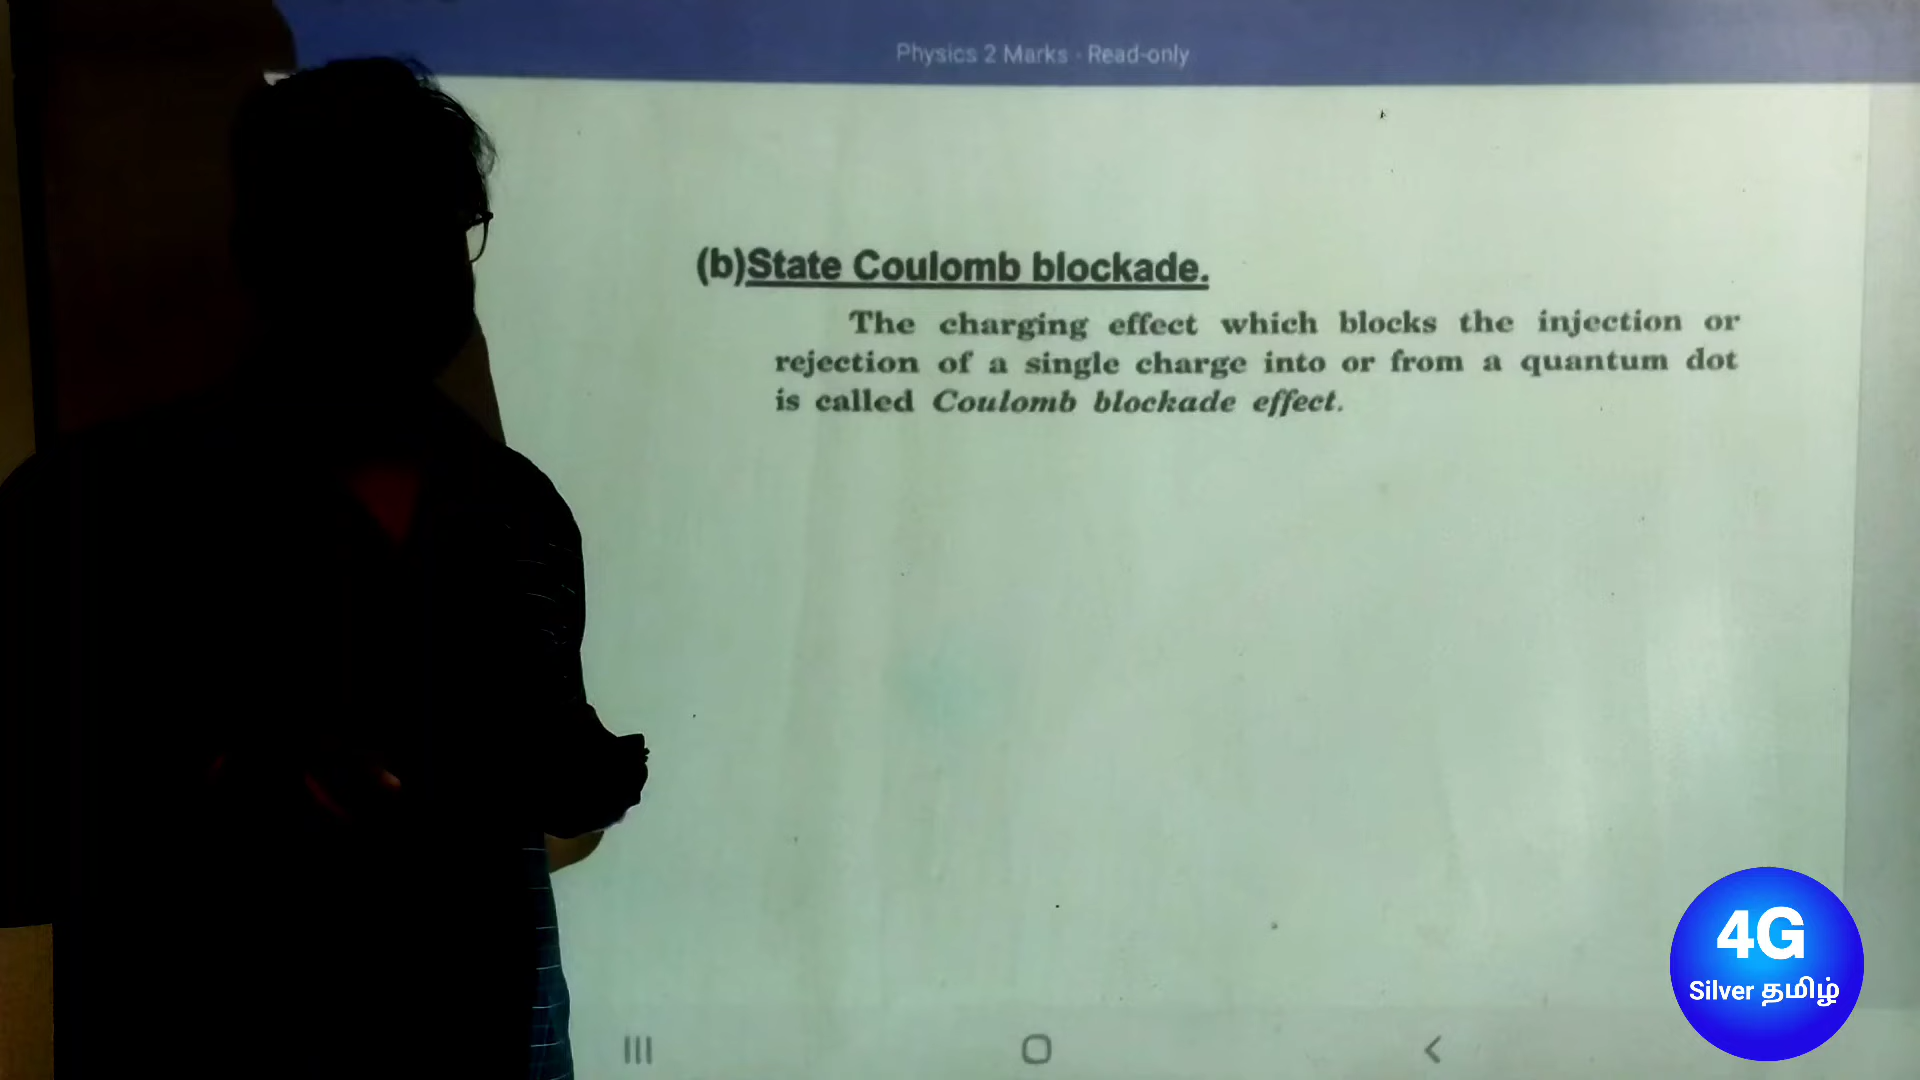 Physics 2 Marks - Read-only
(b)State Coulomb blockade.
The charging effect which blocks the injection or
rejection of a single charge into or from a quantum dot
is called Coulomb blockade effect.
4G
Silver தமிழ்